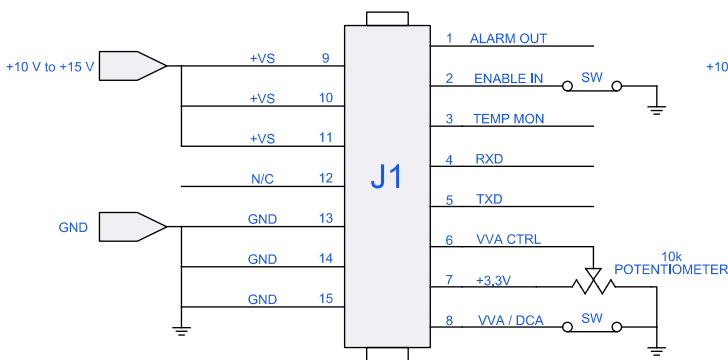 1 ALARM OUT
+10 V to +15 V +VS 9
+10
2 ENABLE IN SW
+VS 10
3 TEMP MON
+VS 11
J1
4 RXD
N/C 12
5 TXD
GND GND 13
6 VVA CTRL
10k
POTENTIOMETER
GND 14
7 +3.3V
GND 15
8 VVA / DCA SW